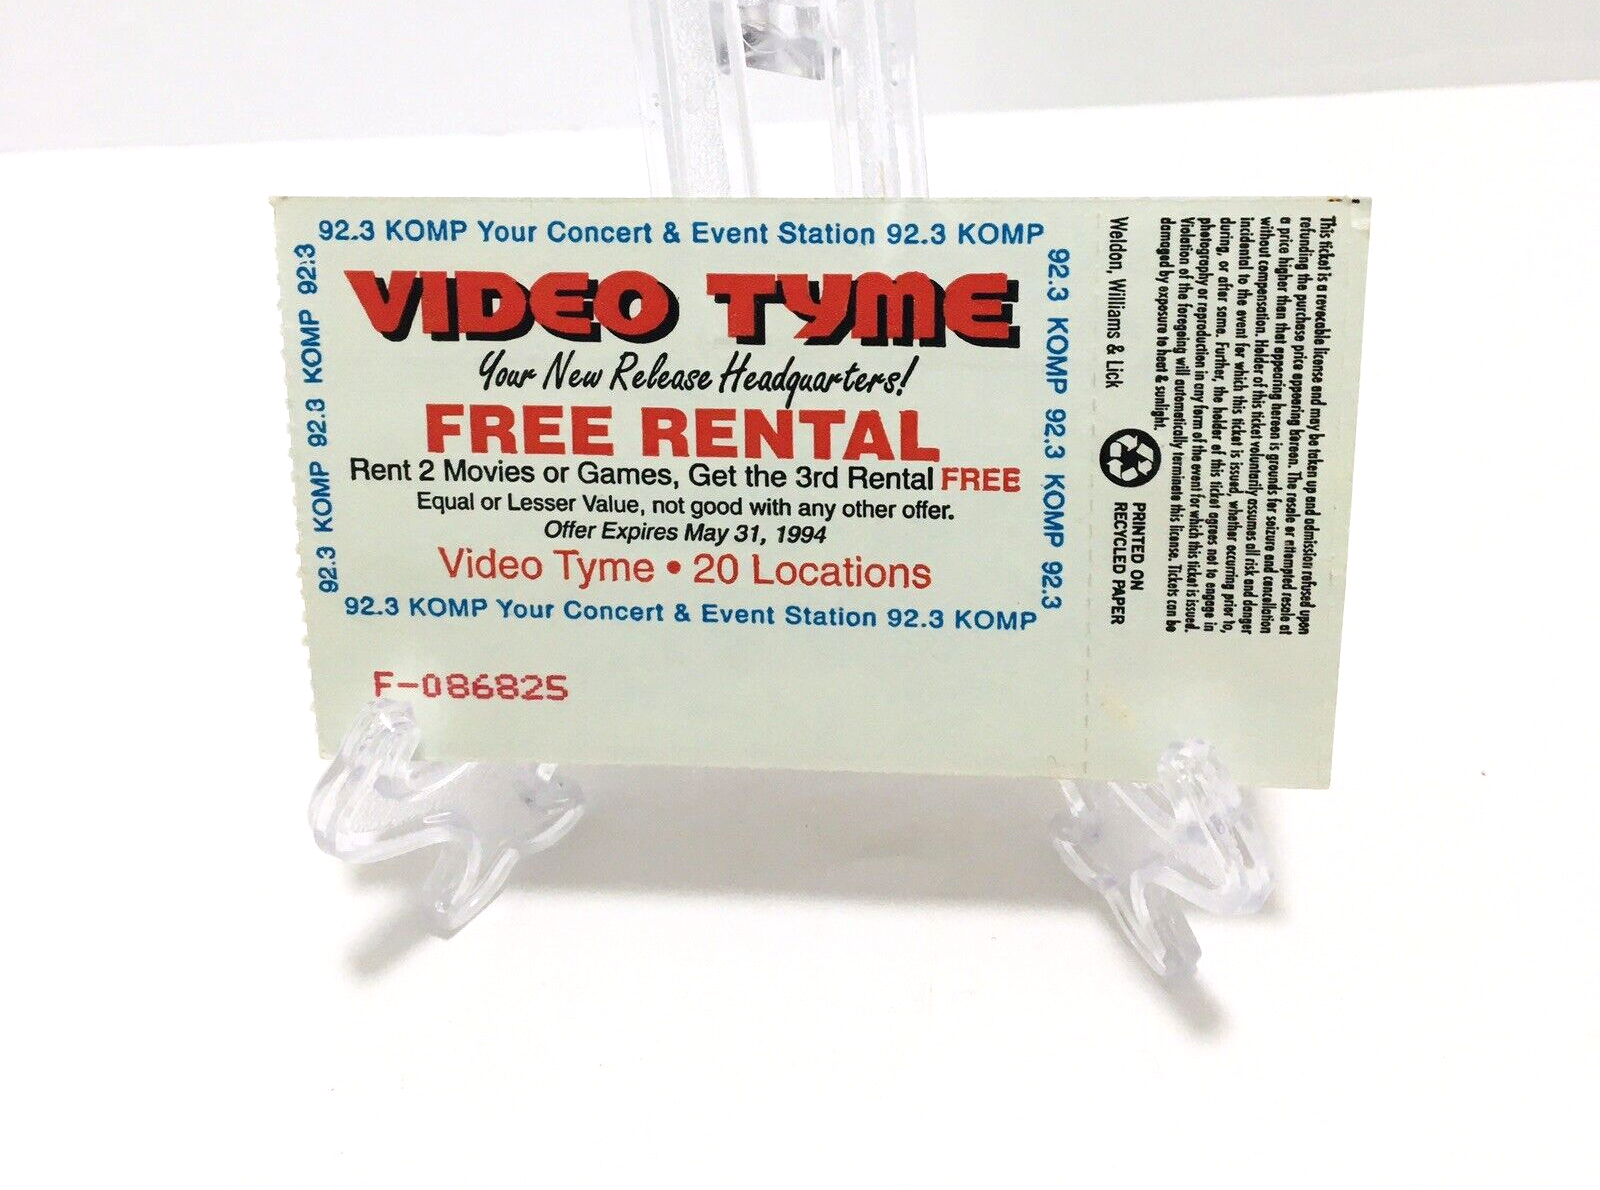 92.3 KOMP Your Concert & Event Station 92.3 KOMP
92.3 KOMP 92.3 KOMP 92.3
VIDEO TYME
Your New Release Headquarters!
FREE RENTAL
Rent 2 Movies or Games, Get the 3rd Rental FREE
Equal or Lesser Value, not good with any other offer.
Offer Expires May 31, 1994
Video Tyme • 20 Locations
92.3 KOMP 92.3 KOMP 92.3
92.3 KOMP Your Concert & Event Station 92.3 KOMP
F-086825
Weldon, Williams & Lick
PRINTED ON
RECYCLED PAPER
This ticket is a revocable license and may be taken up and admission refused upon
refunding the purchase price appearing hereon. The resale or attempted resale at
a price higher than that appearing hereon is grounds for seizure and cancellation
without compensation. Holder of this ticket voluntarily assumes all risk and danger
incidental to the event for which this ticket is issued, whether occurring prior to,
during, or after same. Further, the holder of this ticket agrees not to engage in
photography or reproduction in any form of the event for which this ticket is issued.
Violation of the foregoing will automatically terminate this license. Tickets can be
damaged by exposure to heat & sunlight.